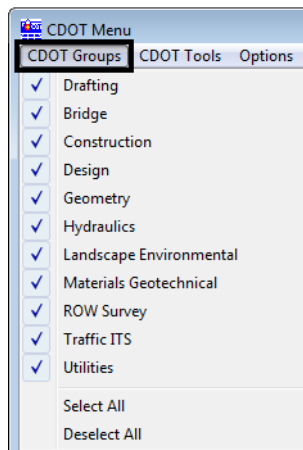 CDOT Menu
CDOT Groups CDOT Tools Options
Drafting
Bridge
Construction
Design
Geometry
Hydraulics
Landscape Environmental
Materials Geotechnical
ROW Survey
Traffic ITS
Utilities
Select All
Deselect All